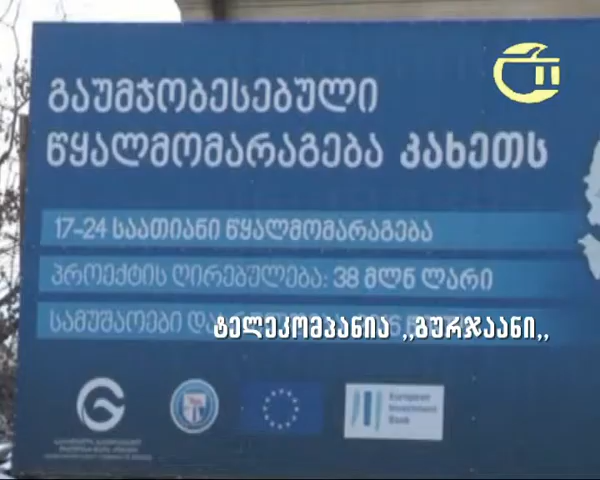 გაუმჯობესებული
წყალმომარაგება კახეთს
17-24 საათიანი წყალმომარაგება
პროექტის ღირებულება: 38 მლნ ლარი
სამუშაოები
ტელეკომპანია ,,გურჯაანი,,
European
Investment
Bank